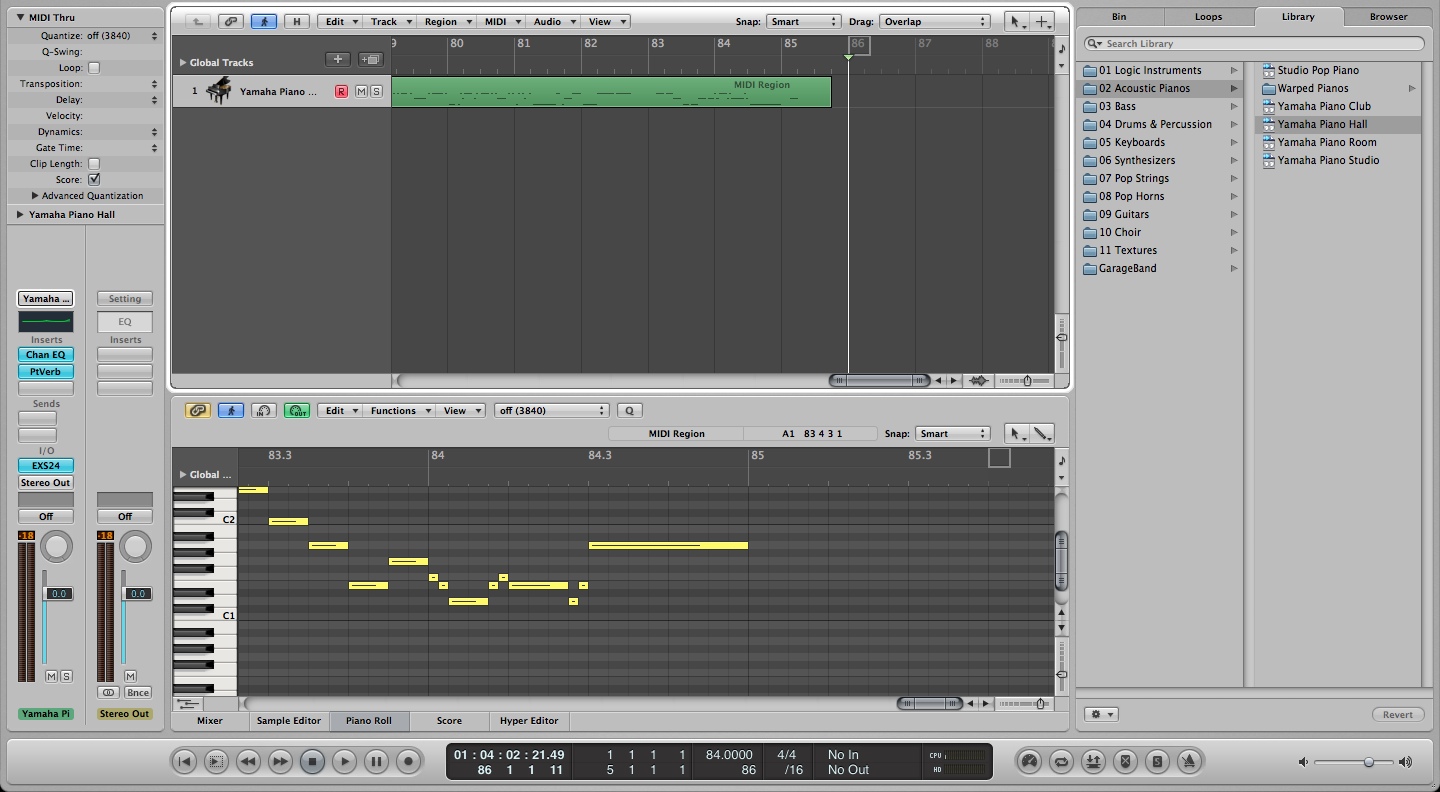 MIDI Thru
Quantize: off (3840)
Q-Swing:
Loop:
Transposition:
Delay:
Velocity:
Dynamics:
Gate Time:
Clip Length:
Score:
Advanced Quantization
Yamaha Piano Hall
Yamaha ...
Setting
EQ
Inserts
Inserts
Chan EQ
PtVerb
Sends
I/O
EXS24
Stereo Out
Off
Off
-18
-18
0.0
0.0
M S
M
Bnce
Yamaha Pi
Stereo Out
H
Edit
Track
Region
MIDI
Audio
View
Snap: Smart
Drag: Overlap
9 80 81 82 83 84 85 86 87 88
Global Tracks
1 Yamaha Piano ... R M S
MIDI Region
IN
OUT
Edit
Functions
View
off (3840)
Q
MIDI Region
A1 83 4 3 1
Snap: Smart
83.3 84 84.3 85 85.3
Global ...
C2
C1
Mixer
Sample Editor
Piano Roll
Score
Hyper Editor
Bin
Loops
Library
Browser
Search Library
01 Logic Instruments
02 Acoustic Pianos
03 Bass
04 Drums & Percussion
05 Keyboards
06 Synthesizers
07 Pop Strings
08 Pop Horns
09 Guitars
10 Choir
11 Textures
GarageBand
Studio Pop Piano
Warped Pianos
Yamaha Piano Club
Yamaha Piano Hall
Yamaha Piano Room
Yamaha Piano Studio
Revert
01 : 04 : 02 : 21.49
86 1 1 11
1 1 1 1
5 1 1 1
84.0000
86
4/4
/16
No In
No Out
CPU
HD
S